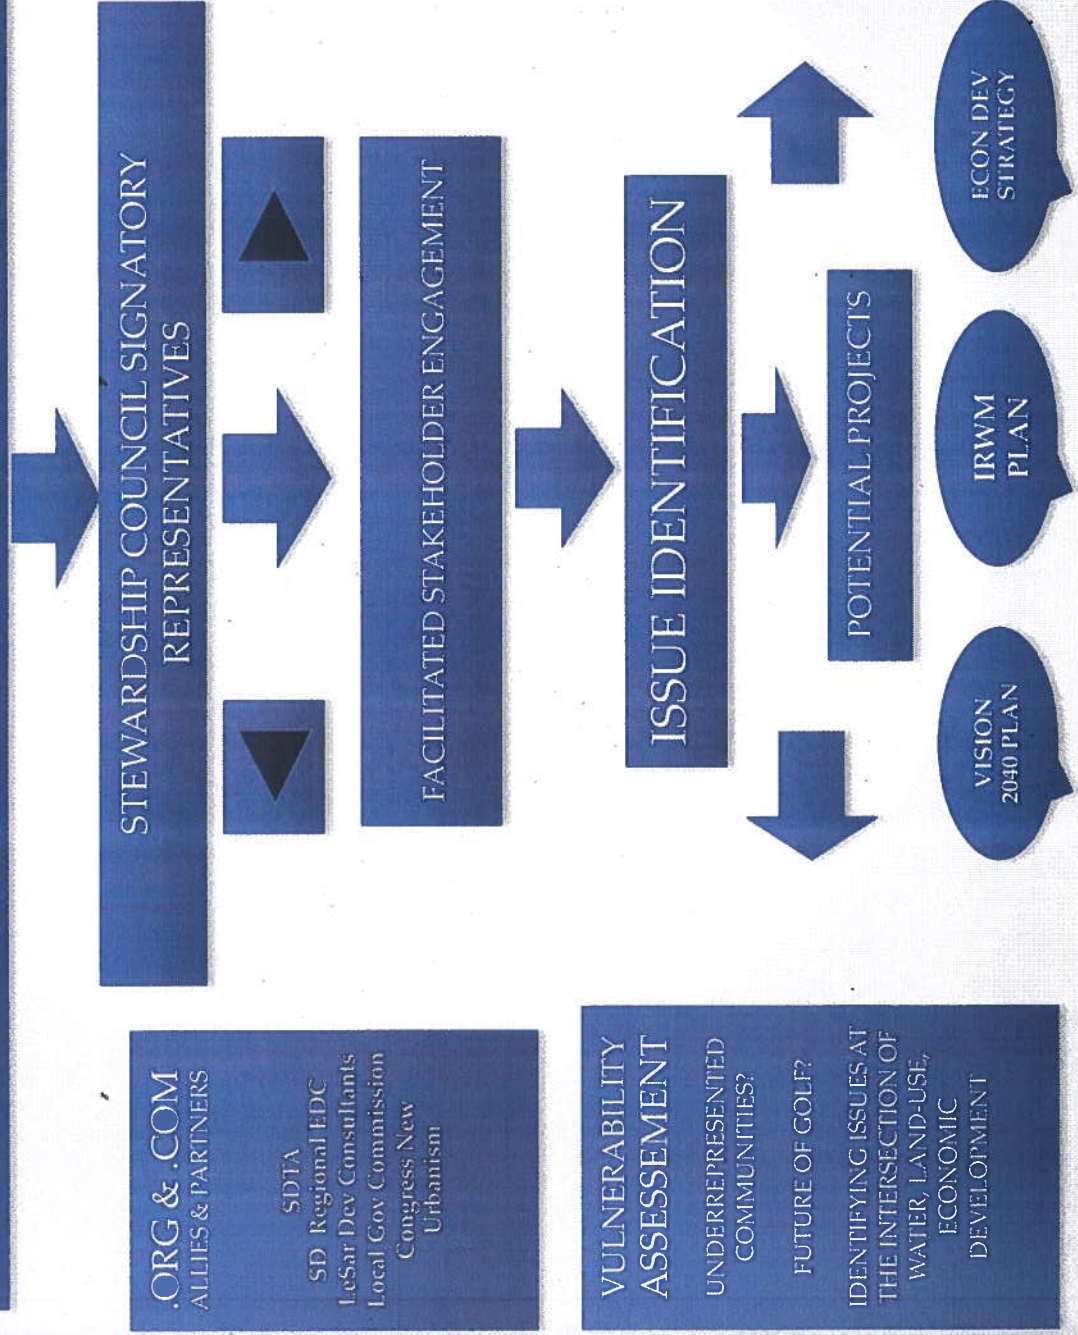 STEWARDSHIP COUNCIL SIGNATORY
REPRESENTATIVES
FACILITATED STAKEHOLDER ENGAGEMENT
ISSUE IDENTIFICATION
POTENTIAL PROJECTS
VISION
2040 PLAN
IRWM
PLAN
ECON DEV
STRATEGY
.ORG & .COM
ALLIES & PARTNERS
SDTA
SD Regional EDC
LeSar Dev Consultants
Local Gov Commission
Congress New
Urbanism
VULNERABILITY
ASSESSEMENT
UNDERREPRESENTED
COMMUNITIES?
FUTURE OF GOLF?
IDENTIFYING ISSUES AT
THE INTERSECTION OF
WATER, LAND-USE,
ECONOMIC
DEVELOPMENT